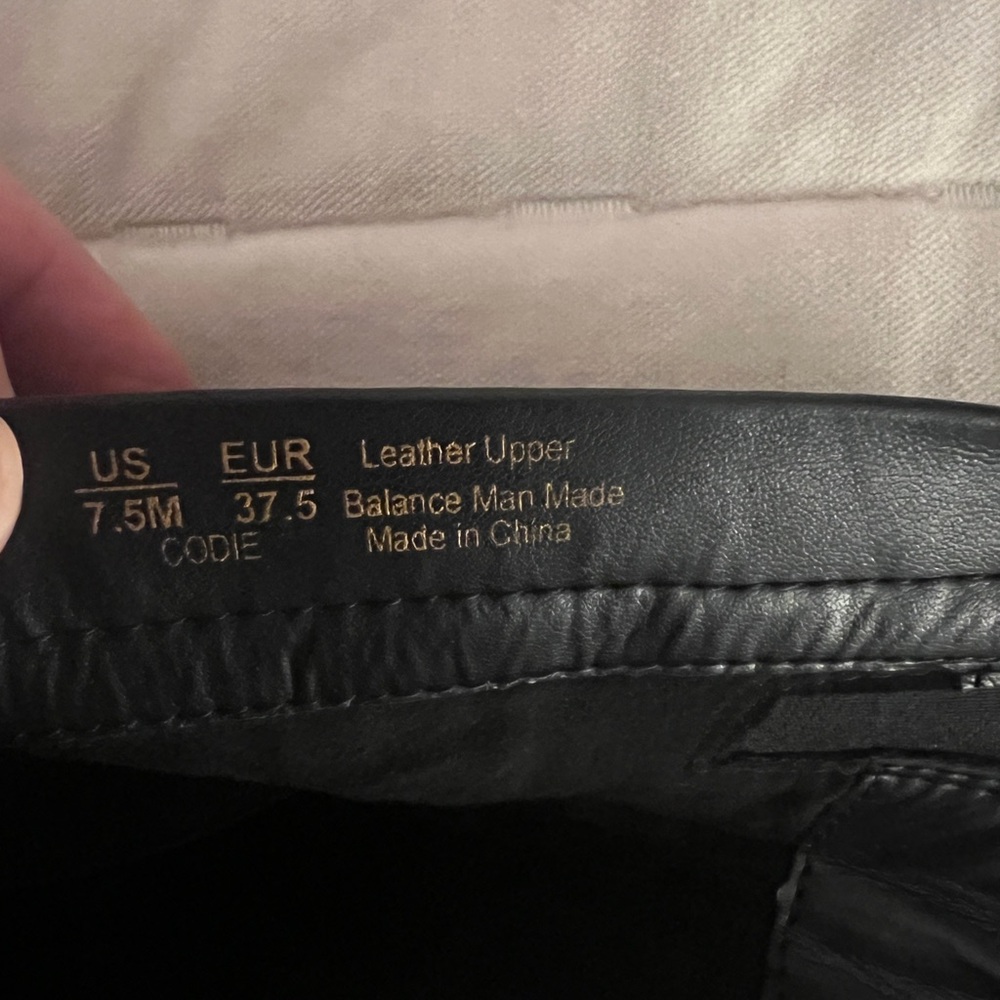 US EUR Leather Upper
7.5M 37.5 Balance Man Made
CODIE Made in China